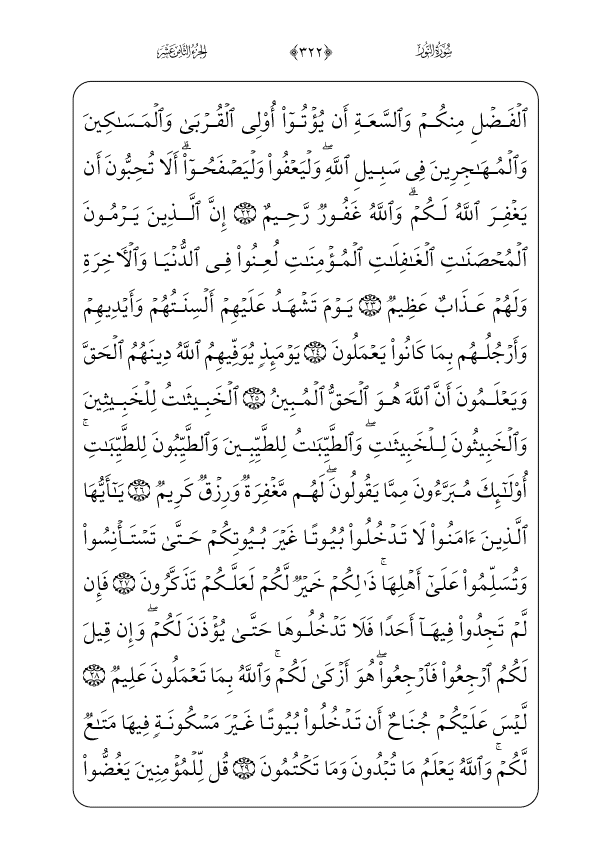 سُورَةُ النُّورِ ﴿٣٢٢﴾ الجُزْءُ الثَّامِنَ عَشَرَ
ٱلۡفَضۡلِ مِنكُمۡ وَٱلسَّعَةِ أَن يُؤۡتُوٓاْ أُوْلِي ٱلۡقُرۡبَىٰ وَٱلۡمَسَٰكِينَ
وَٱلۡمُهَٰجِرِينَ فِي سَبِيلِ ٱللَّهِۖ وَلۡيَعۡفُواْ وَلۡيَصۡفَحُوٓاْۗ أَلَا تُحِبُّونَ أَن
يَغۡفِرَ ٱللَّهُ لَكُمۡۗ وَٱللَّهُ غَفُورٞ رَّحِيمٌ ٢٢ إِنَّ ٱلَّذِينَ يَرۡمُونَ
ٱلۡمُحۡصَنَٰتِ ٱلۡغَٰفِلَٰتِ ٱلۡمُؤۡمِنَٰتِ لُعِنُواْ فِي ٱلدُّنۡيَا وَٱلۡأٓخِرَةِ
وَلَهُمۡ عَذَابٌ عَظِيمٞ ٢٣ يَوۡمَ تَشۡهَدُ عَلَيۡهِمۡ أَلۡسِنَتُهُمۡ وَأَيۡدِيهِمۡ
وَأَرۡجُلُهُم بِمَا كَانُواْ يَعۡمَلُونَ ٢٤ يَوۡمَئِذٖ يُوَفِّيهِمُ ٱللَّهُ دِينَهُمُ ٱلۡحَقَّ
وَيَعۡلَمُونَ أَنَّ ٱللَّهَ هُوَ ٱلۡحَقُّ ٱلۡمُبِينُ ٢٥ ٱلۡخَبِيثَٰتُ لِلۡخَبِيثِينَ
وَٱلۡخَبِيثُونَ لِلۡخَبِيثَٰتِۖ وَٱلطَّيِّبَٰتُ لِلطَّيِّبِينَ وَٱلطَّيِّبُونَ لِلطَّيِّبَٰتِۚ
أُوْلَٰٓئِكَ مُبَرَّءُونَ مِمَّا يَقُولُونَۖ لَهُم مَّغۡفِرَةٞ وَرِزۡقٞ كَرِيمٞ ٢٦ يَٰٓأَيُّهَا
ٱلَّذِينَ ءَامَنُواْ لَا تَدۡخُلُواْ بُيُوتًا غَيۡرَ بُيُوتِكُمۡ حَتَّىٰ تَسۡتَأۡنِسُواْ
وَتُسَلِّمُواْ عَلَىٰٓ أَهۡلِهَاۚ ذَٰلِكُمۡ خَيۡرٞ لَّكُمۡ لَعَلَّكُمۡ تَذَكَّرُونَ ٢٧ فَإِن
لَّمۡ تَجِدُواْ فِيهَآ أَحَدٗا فَلَا تَدۡخُلُوهَا حَتَّىٰ يُؤۡذَنَ لَكُمۡۖ وَإِن قِيلَ
لَكُمُ ٱرۡجِعُواْ فَٱرۡجِعُواْۖ هُوَ أَزۡكَىٰ لَكُمۡۚ وَٱللَّهُ بِمَا تَعۡمَلُونَ عَلِيمٞ ٢٨
لَّيۡسَ عَلَيۡكُمۡ جُنَاحٌ أَن تَدۡخُلُواْ بُيُوتًا غَيۡرَ مَسۡكُونَةٖ فِيهَا مَتَٰعٞ
لَّكُمۡۚ وَٱللَّهُ يَعۡلَمُ مَا تُبۡدُونَ وَمَا تَكۡتُمُونَ ٢٩ قُل لِّلۡمُؤۡمِنِينَ يَغُضُّواْ